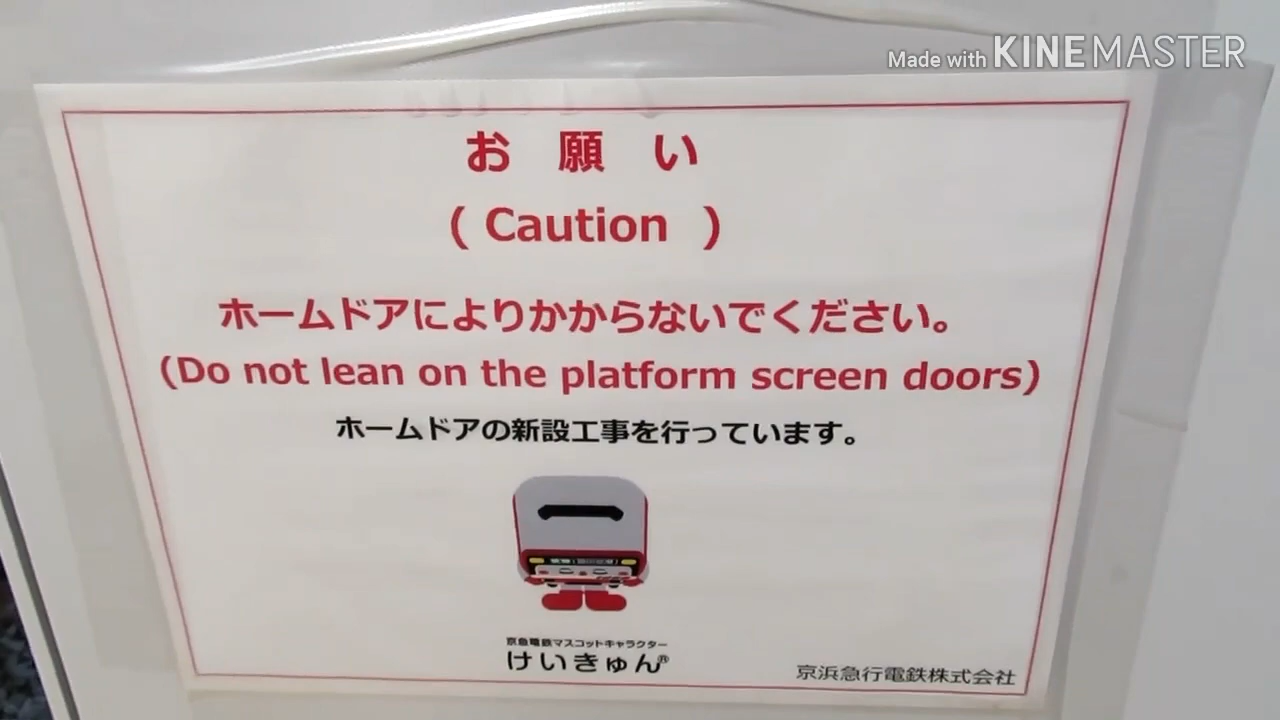 Made with KINEMASTER
お願い
( Caution )
ホームドアによりかからないでください。
(Do not lean on the platform screen doors)
ホームドアの新設工事を行っています。
京急電鉄マスコットキャラクター
けいきゅん®
京浜急行電鉄株式会社